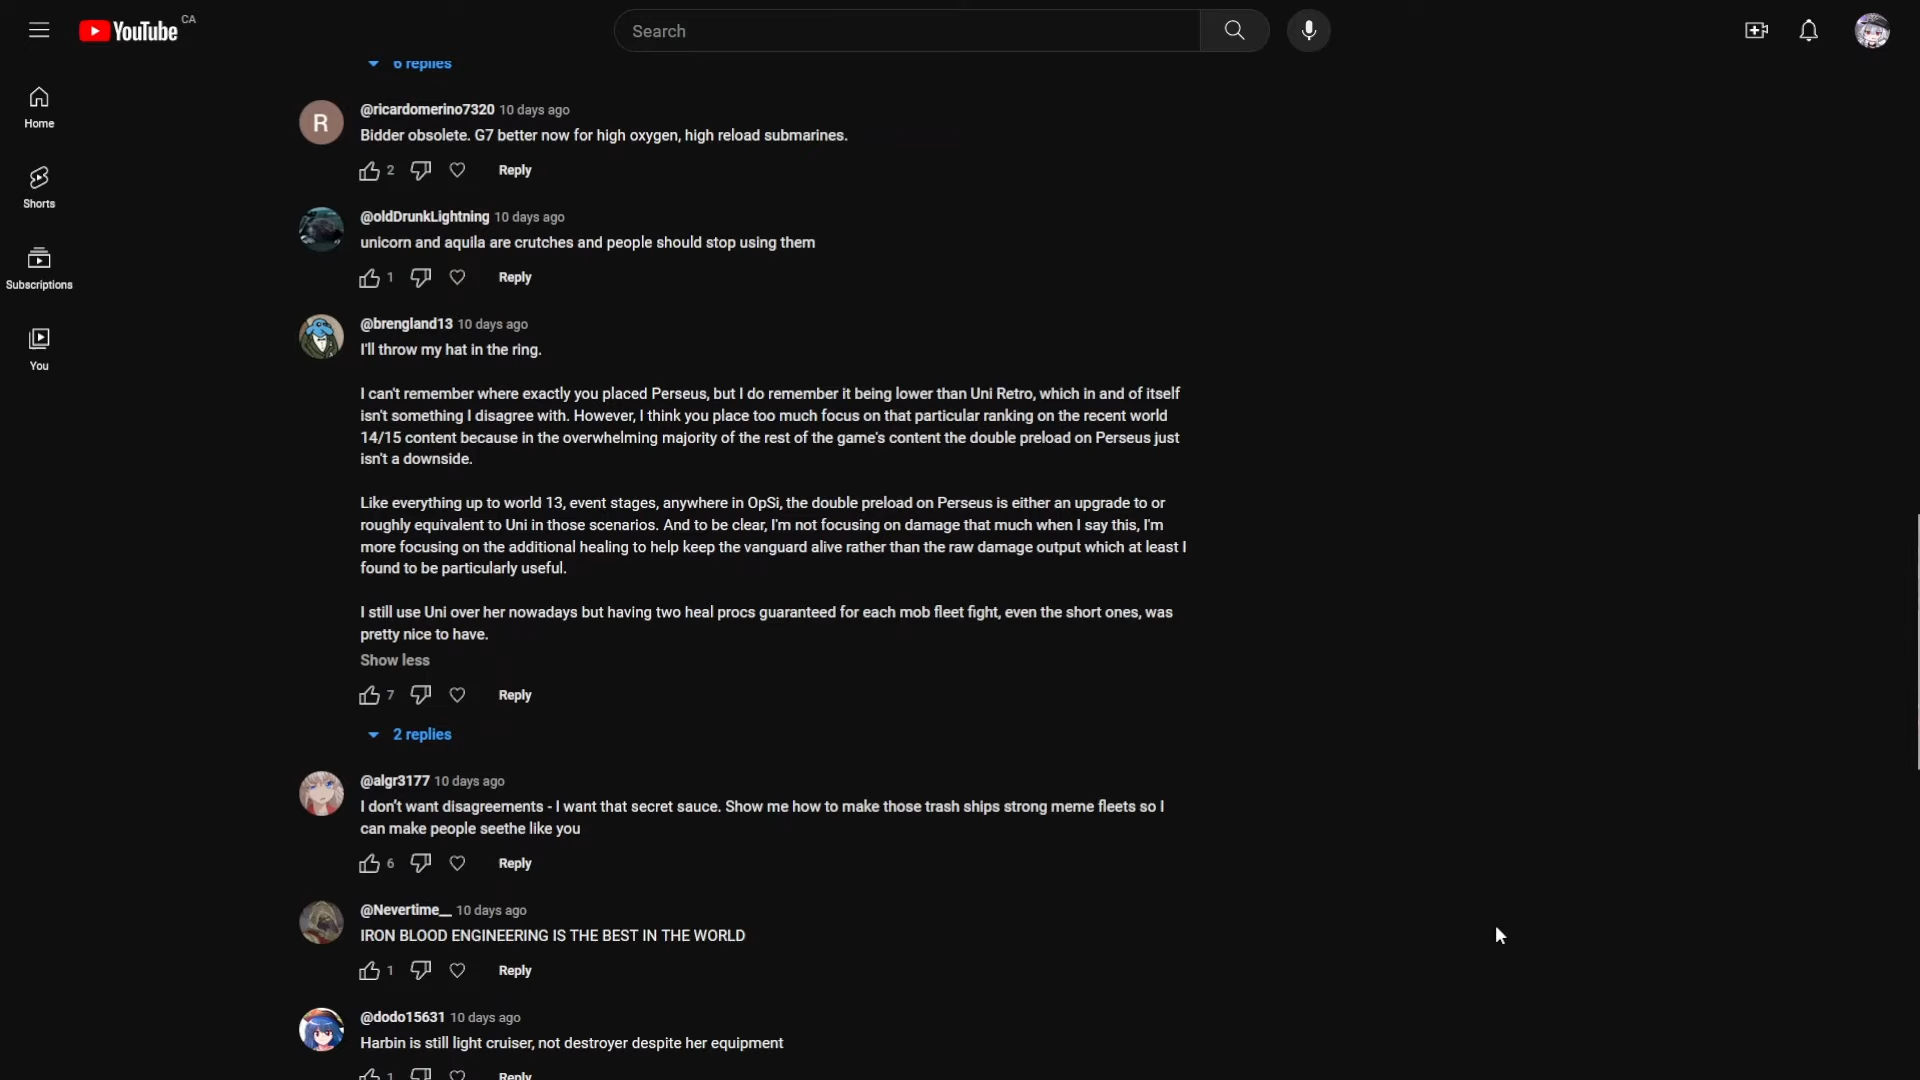 YouTube CA
Search
6 replies
Home
Shorts
Subscriptions
You
R
@ricardomerino7320 10 days ago
Bidder obsolete. G7 better now for high oxygen, high reload submarines.
2 Reply
@oldDrunkLightning 10 days ago
unicorn and aquila are crutches and people should stop using them
1 Reply
@brengland13 10 days ago
I'll throw my hat in the ring.
I can't remember where exactly you placed Perseus, but I do remember it being lower than Uni Retro, which in and of itself
isn't something I disagree with. However, I think you place too much focus on that particular ranking on the recent world
14/15 content because in the overwhelming majority of the rest of the game's content the double preload on Perseus just
isn't a downside.
Like everything up to world 13, event stages, anywhere in OpSi, the double preload on Perseus is either an upgrade to or
roughly equivalent to Uni in those scenarios. And to be clear, I'm not focusing on damage that much when I say this, I'm
more focusing on the additional healing to help keep the vanguard alive rather than the raw damage output which at least I
found to be particularly useful.
I still use Uni over her nowadays but having two heal procs guaranteed for each mob fleet fight, even the short ones, was
pretty nice to have.
Show less
7 Reply
2 replies
@algr3177 10 days ago
I don't want disagreements - I want that secret sauce. Show me how to make those trash ships strong meme fleets so I
can make people seethe like you
6 Reply
@Nevertime__ 10 days ago
IRON BLOOD ENGINEERING IS THE BEST IN THE WORLD
1 Reply
@dodo15631 10 days ago
Harbin is still light cruiser, not destroyer despite her equipment
1 Reply